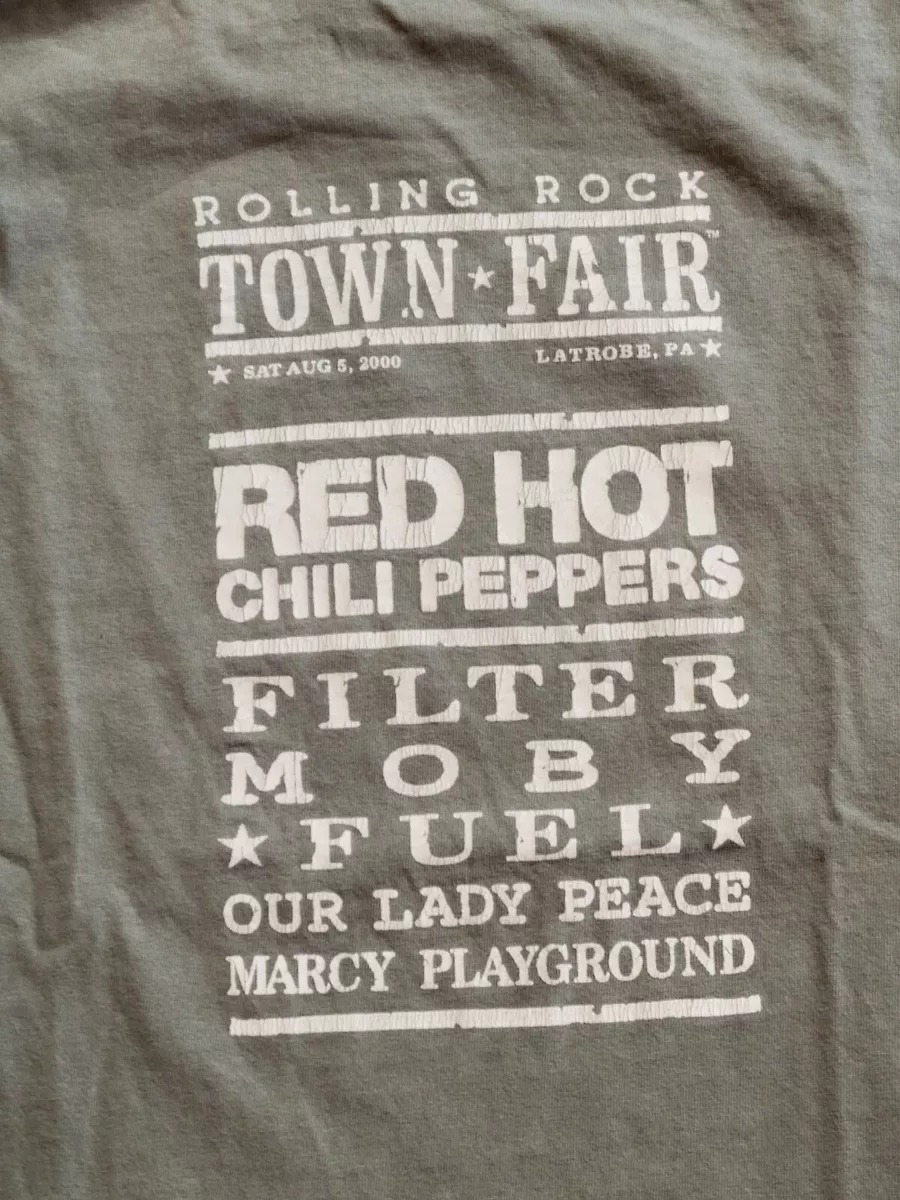 ROLLING ROCK
TOWN★FAIR™
★ SAT AUG 5, 2000 LATROBE, PA ★
RED HOT
CHILI PEPPERS
FILTER
MOBY
★ FUEL ★
OUR LADY PEACE
MARCY PLAYGROUND